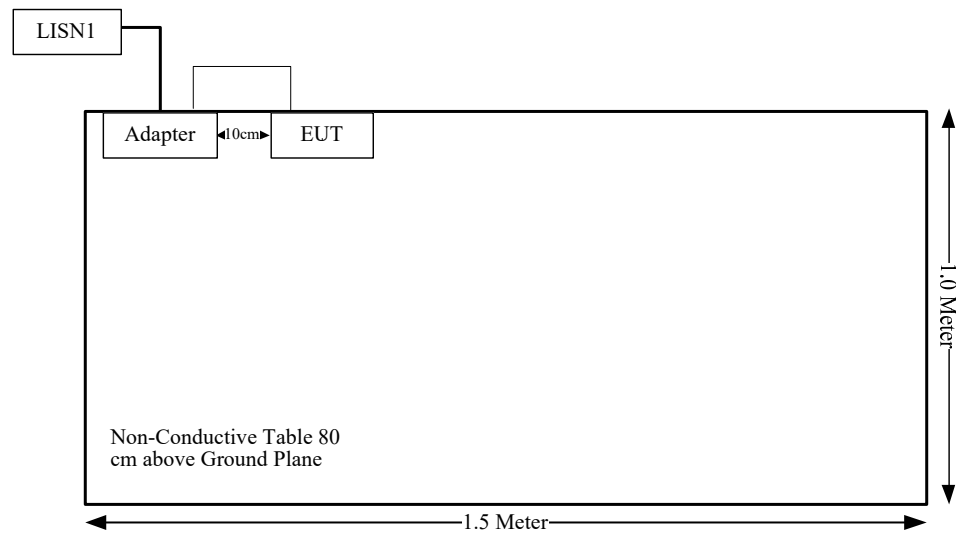 LISN1
Adapter
10cm
EUT
1.0 Meter
Non-Conductive Table 80
cm above Ground Plane
1.5 Meter